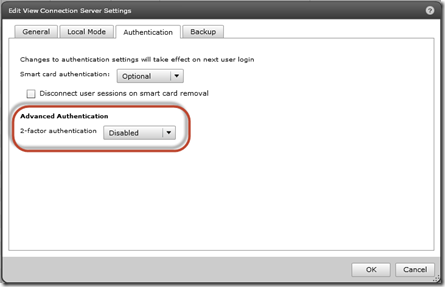 Edit View Connection Server Settings
?
General Local Mode Authentication Backup
Changes to authentication settings will take effect on next user login
Smart card authentication: Optional
Disconnect user sessions on smart card removal
Advanced Authentication
2-factor authentication Disabled
OK Cancel